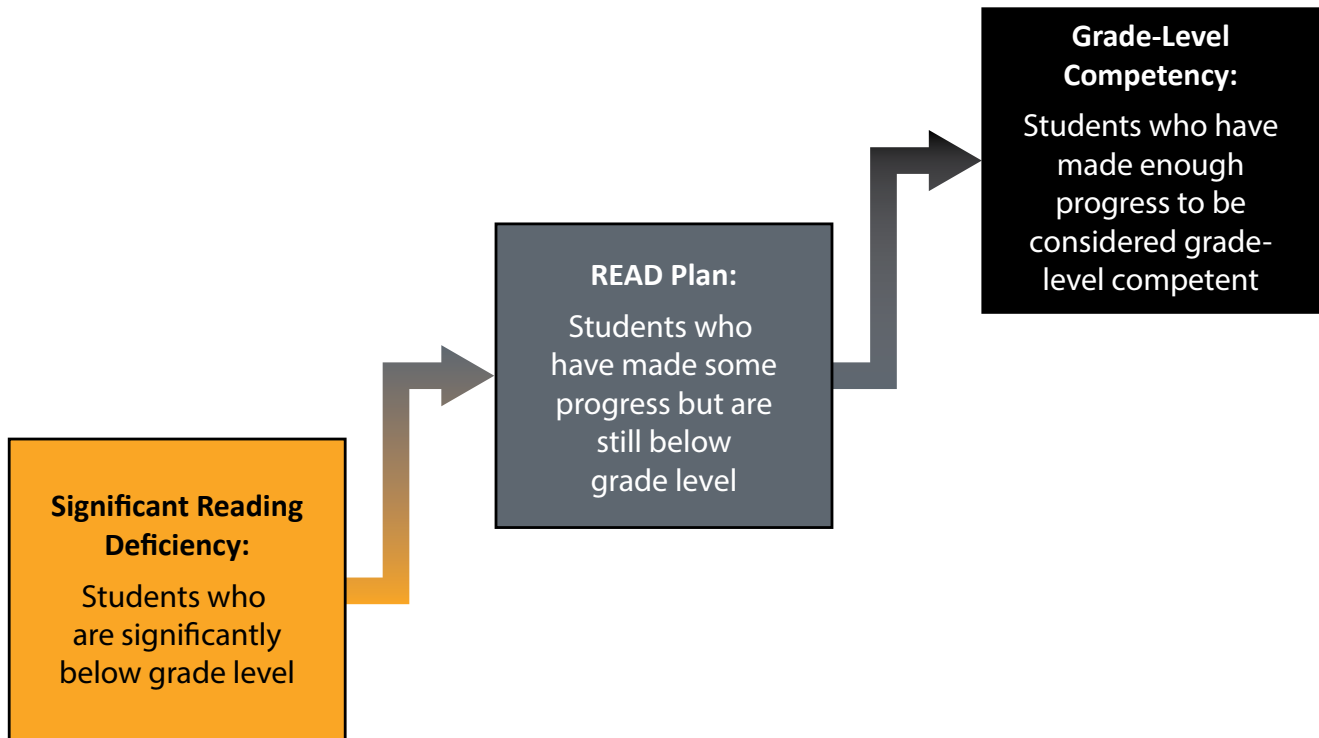 Grade-Level
Competency:
Students who have
made enough
progress to be
considered grade-
level competent
READ Plan:
Students who
have made some
progress but are
still below
grade level
Significant Reading
Deficiency:
Students who
are significantly
below grade level